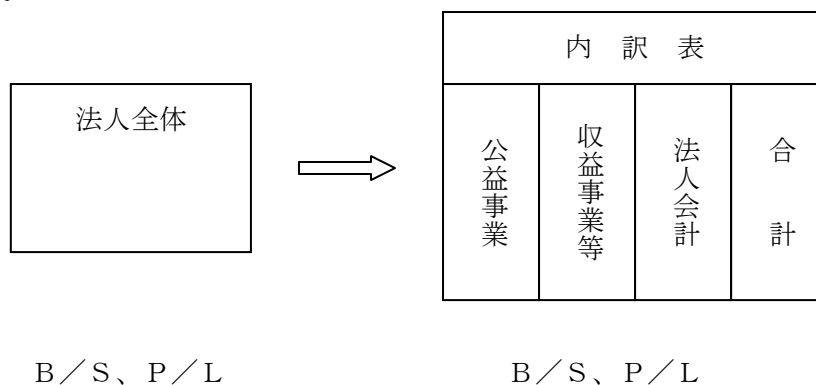 。
内 訳 表
法人全体
公益事業
収益事業等
法人会計
合 計
B/S、P/L
B/S、P/L